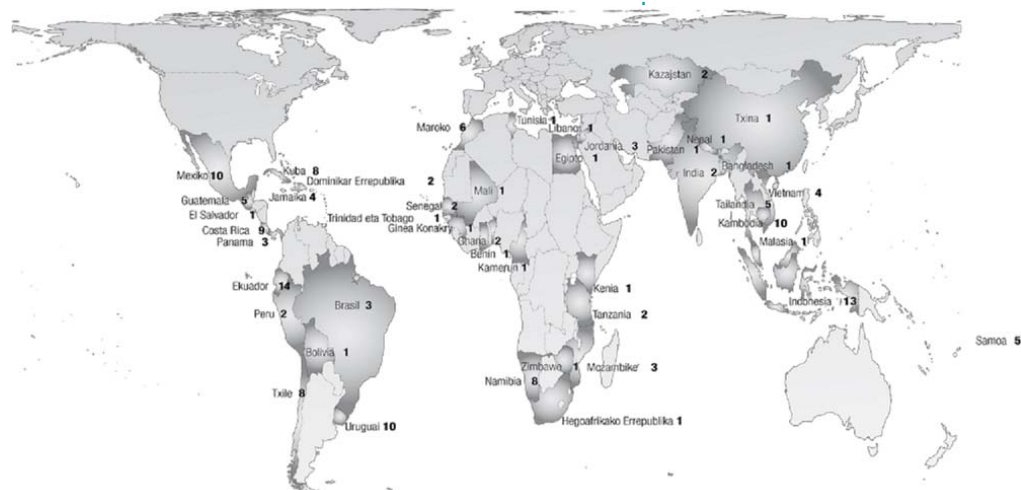 Kazajstan 2
Txina 1
Tunisia 1
Maroko 6
Libano 1
Nepal 1
Jordania 3
Pakistan 1
Egipto 1
Bangladesh 1
India 2
Kuba 8
Mexiko 10
Dominikar Errepublika 2
Mali 1
Vietnam 4
Guatemala 5
Jamaika 4
Senegal 2
Tailandia 5
El Salvador 1
Trinidad eta Tobago 1
Kambodia 10
Costa Rica 9
Ginea Konakry 1
Panama 3
Ghana 2
Malasia 1
Benin 1
Kamerun 1
Ekuador 14
Kenia 1
Indonesia 13
Brasil 3
Peru 2
Tanzania 2
Samoa 5
Bolivia 1
Zimbawe 1
Mozambike 3
Namibia 8
Txile 8
Uruguai 10
Hegoafrikako Errepublika 1